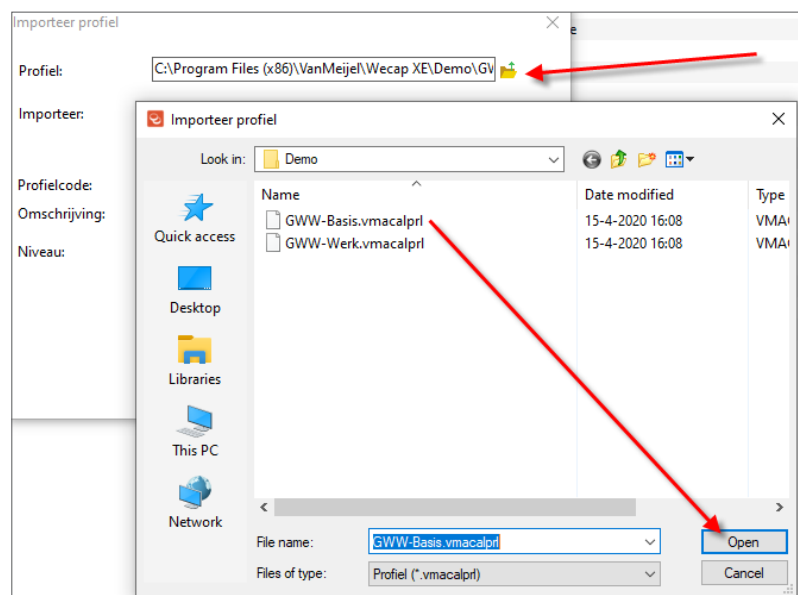 Importeer profiel
e
Profiel:
C:\Program Files (x86)\VanMeijel\Wecap XE\Demo\GW
Importeer:
Importeer profiel
Look in:
Demo
Profielcode:
Omschrijving:
Niveau:
Quick access
Desktop
Libraries
This PC
Network
Name
Date modified
Type
GWW-Basis.vmacalprl
15-4-2020 16:08
VMA
GWW-Werk.vmacalprl
15-4-2020 16:08
VMA
File name:
GWW-Basis.vmacalprl
Open
Files of type:
Profiel (*.vmacalprl)
Cancel